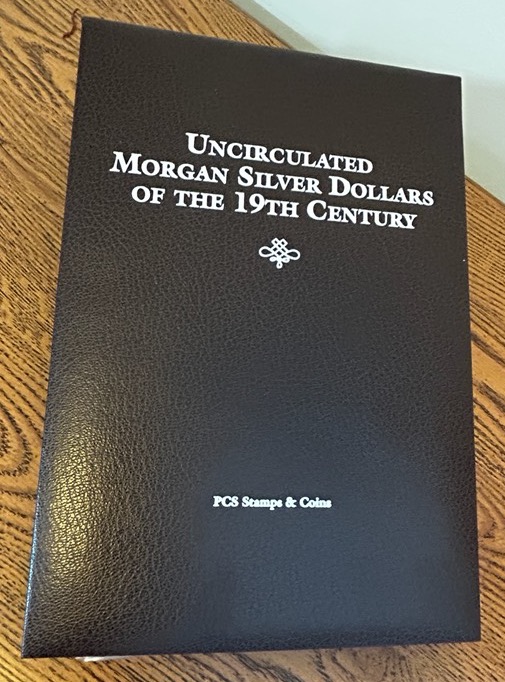 Uncirculated
Morgan Silver Dollars
of the 19th Century
PCS Stamps & Coins